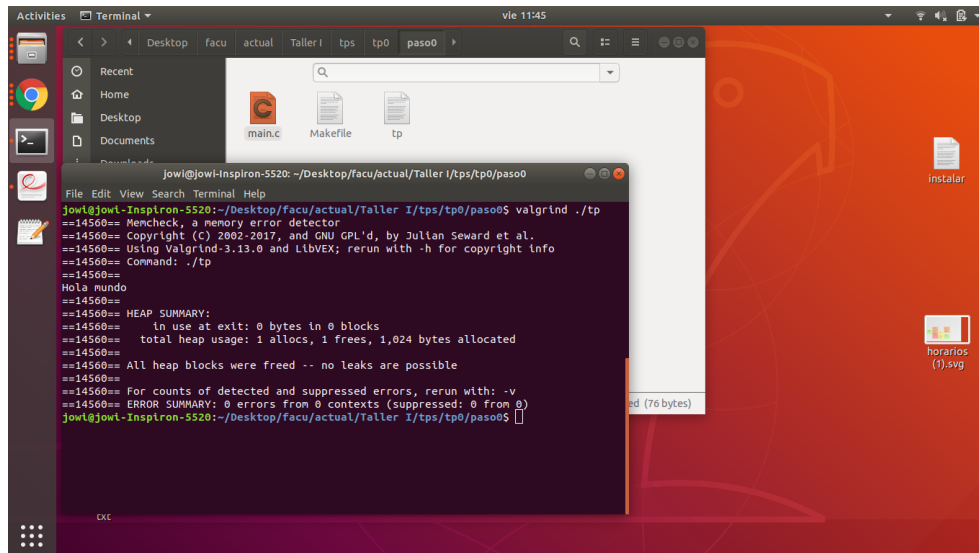 Activities Terminal vie 11:45
Desktop facu actual Taller I tps tp0 paso0
Recent
Home
Desktop
Documents
Downloads
main.c Makefile tp
instalar
horarios
(1).svg
jowi@jowi-Inspiron-5520: ~/Desktop/facu/actual/Taller I/tps/tp0/paso0
File Edit View Search Terminal Help
jowi@jowi-Inspiron-5520:~/Desktop/facu/actual/Taller I/tps/tp0/paso0$ valgrind ./tp
==14560== Memcheck, a memory error detector
==14560== Copyright (C) 2002-2017, and GNU GPL'd, by Julian Seward et al.
==14560== Using Valgrind-3.13.0 and LibVEX; rerun with -h for copyright info
==14560== Command: ./tp
==14560==
Hola mundo
==14560==
==14560== HEAP SUMMARY:
==14560==     in use at exit: 0 bytes in 0 blocks
==14560==   total heap usage: 1 allocs, 1 frees, 1,024 bytes allocated
==14560==
==14560== All heap blocks were freed -- no leaks are possible
==14560==
==14560== For counts of detected and suppressed errors, rerun with: -v
==14560== ERROR SUMMARY: 0 errors from 0 contexts (suppressed: 0 from 0)
jowi@jowi-Inspiron-5520:~/Desktop/facu/actual/Taller I/tps/tp0/paso0$
(76 bytes)